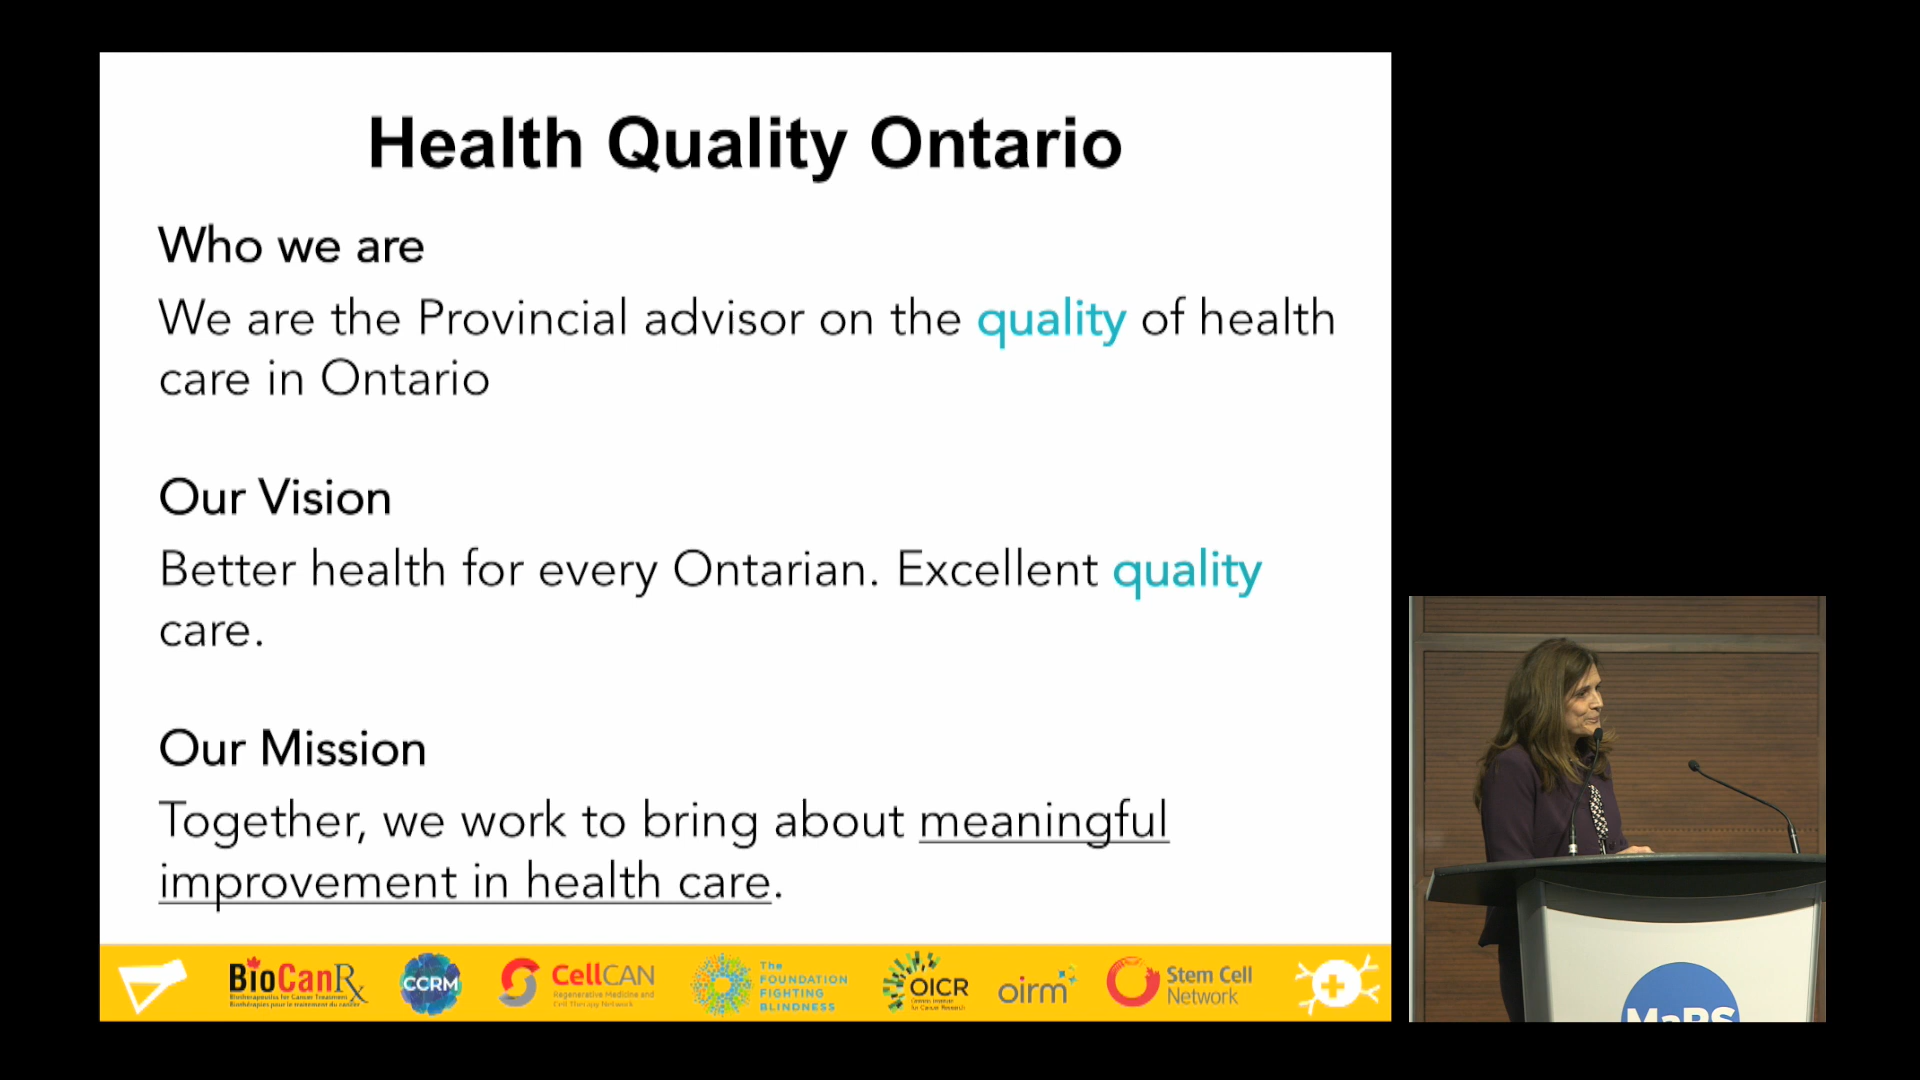 Health Quality Ontario
Who we are
We are the Provincial advisor on the quality of health
care in Ontario
Our Vision
Better health for every Ontarian. Excellent quality
care.
Our Mission
Together, we work to bring about meaningful
improvement in health care.
BioCanRx
Biotherapeutics for Cancer Treatment
Biothérapies pour le traitement du cancer
CCRM
CellCAN
Regenerative Medicine and
Cell Therapy Network
The
FOUNDATION
FIGHTING
BLINDNESS
OICR
Ontario Institute
for Cancer Research
oirm
Stem Cell
Network
MaRS